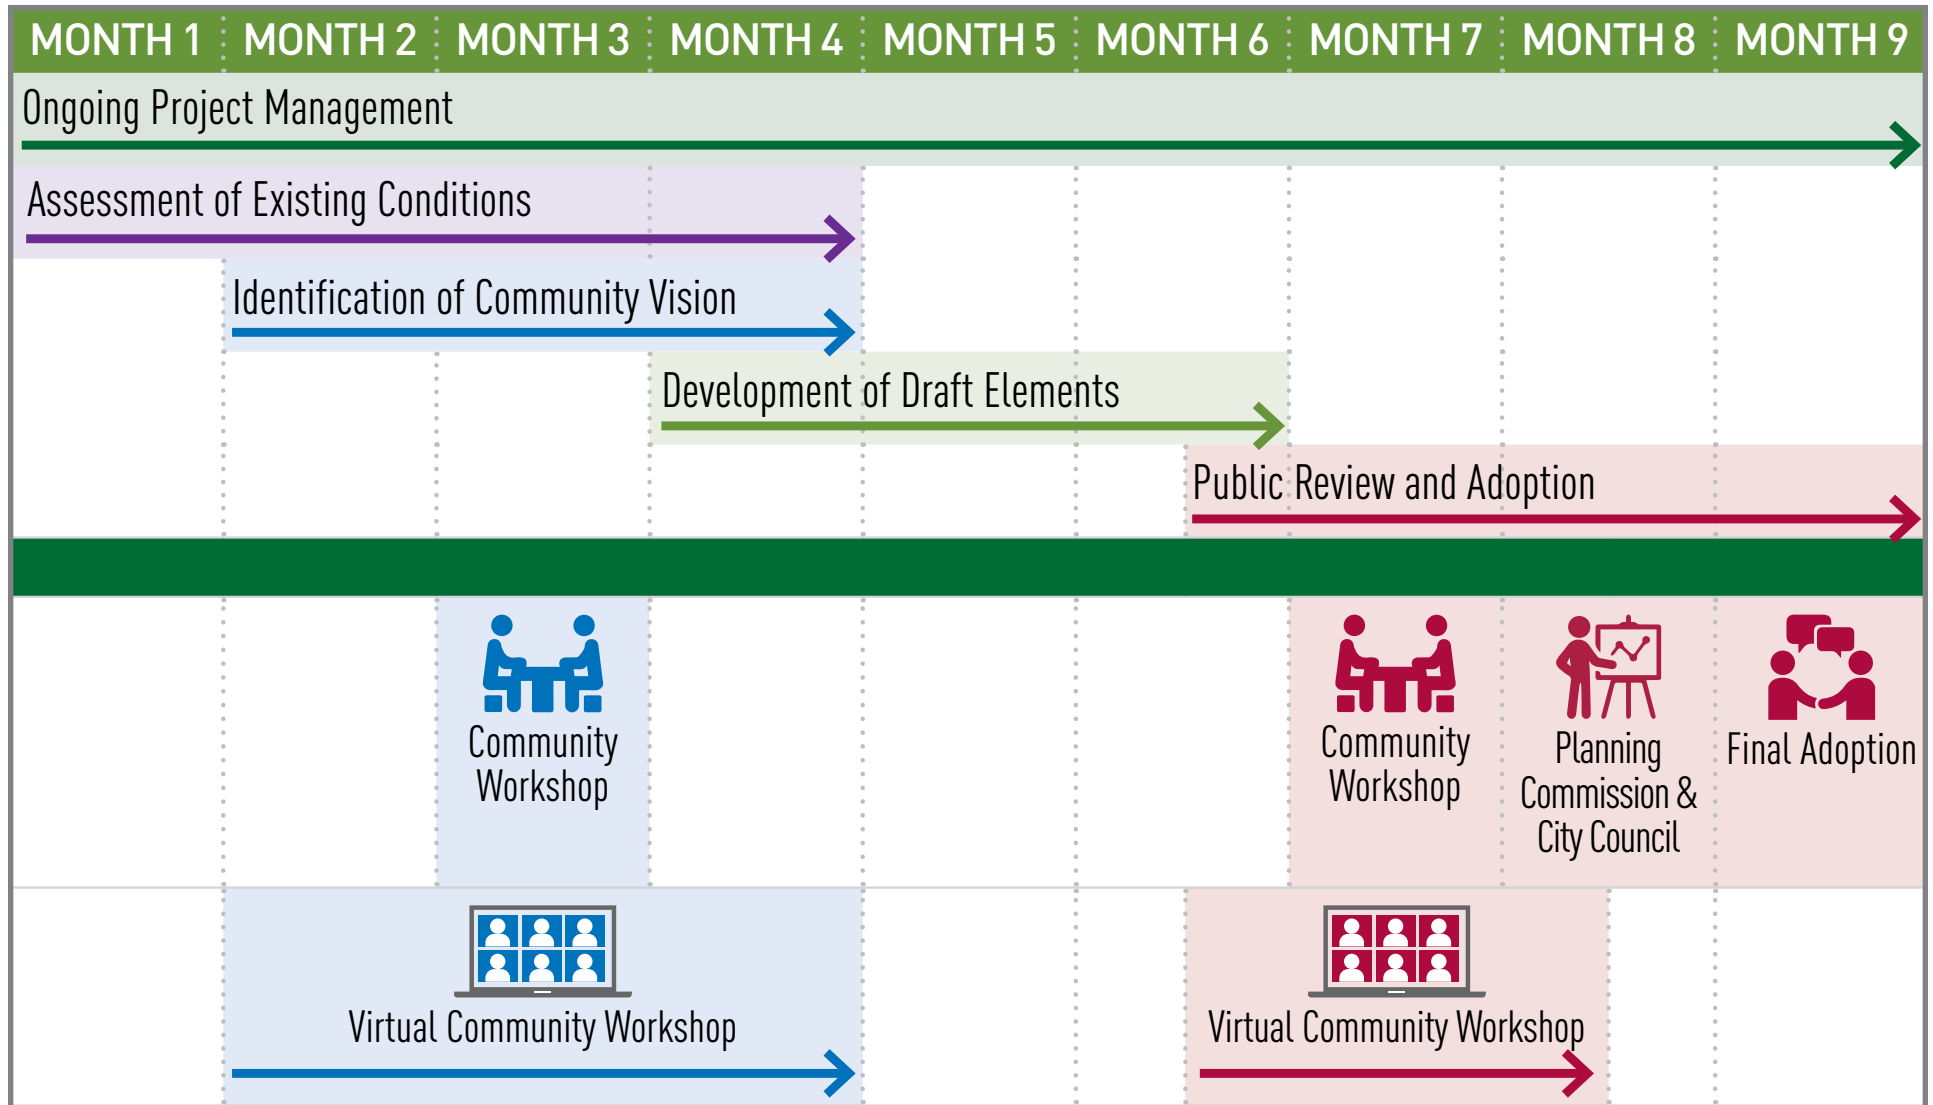 MONTH 1 MONTH 2 MONTH 3 MONTH 4 MONTH 5 MONTH 6 MONTH 7 MONTH 8 MONTH 9
Ongoing Project Management
Assessment of Existing Conditions
Identification of Community Vision
Development of Draft Elements
Public Review and Adoption
Community
Workshop
Community
Workshop
Planning
Commission &
City Council
Final Adoption
Virtual Community Workshop
Virtual Community Workshop